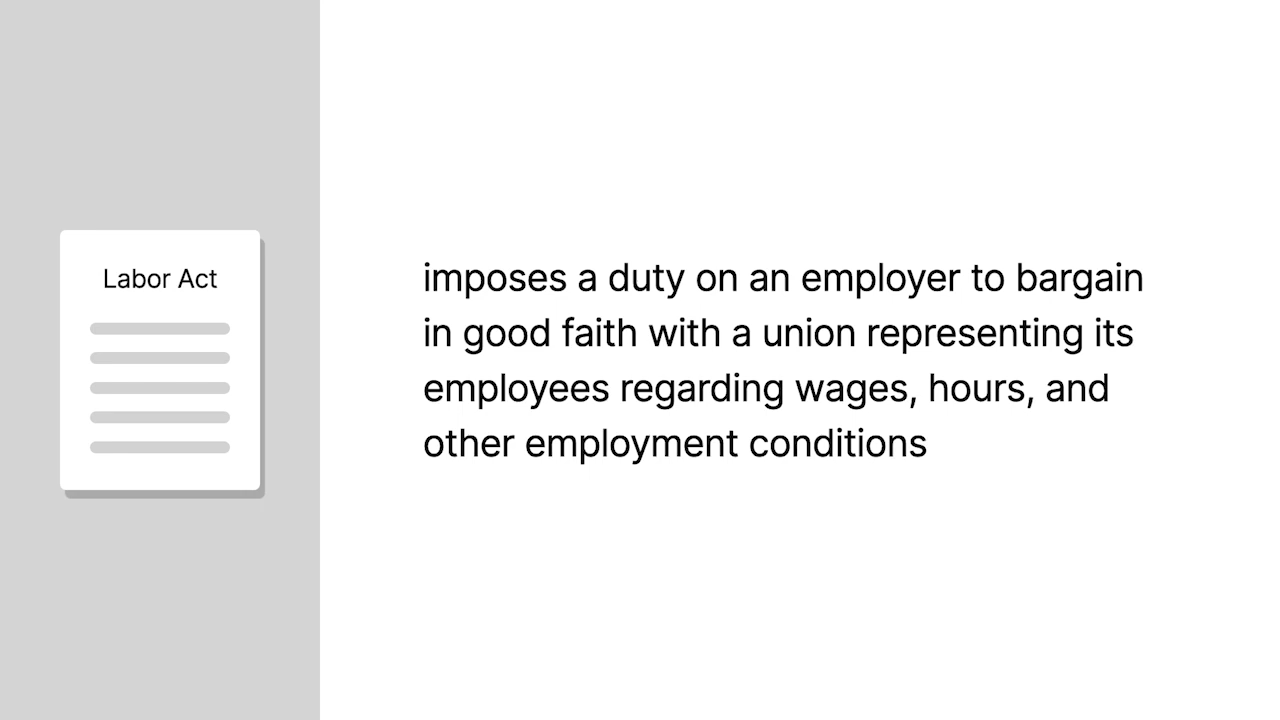 Labor Act
imposes a duty on an employer to bargain
in good faith with a union representing its
employees regarding wages, hours, and
other employment conditions